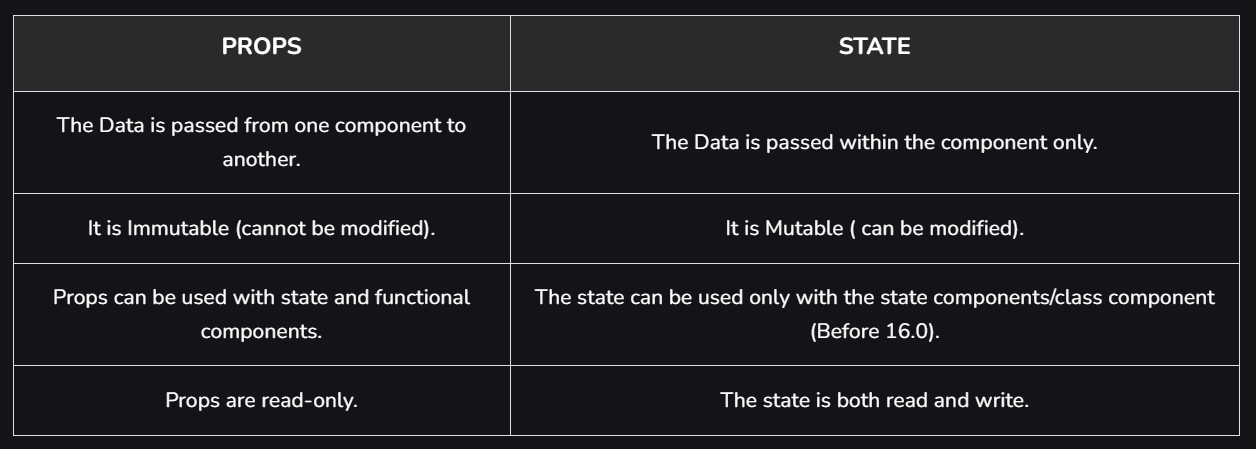 PROPS
STATE
The Data is passed from one component to
another.
The Data is passed within the component only.
It is Immutable (cannot be modified).
It is Mutable ( can be modified).
Props can be used with state and functional
components.
The state can be used only with the state components/class component
(Before 16.0).
Props are read-only.
The state is both read and write.